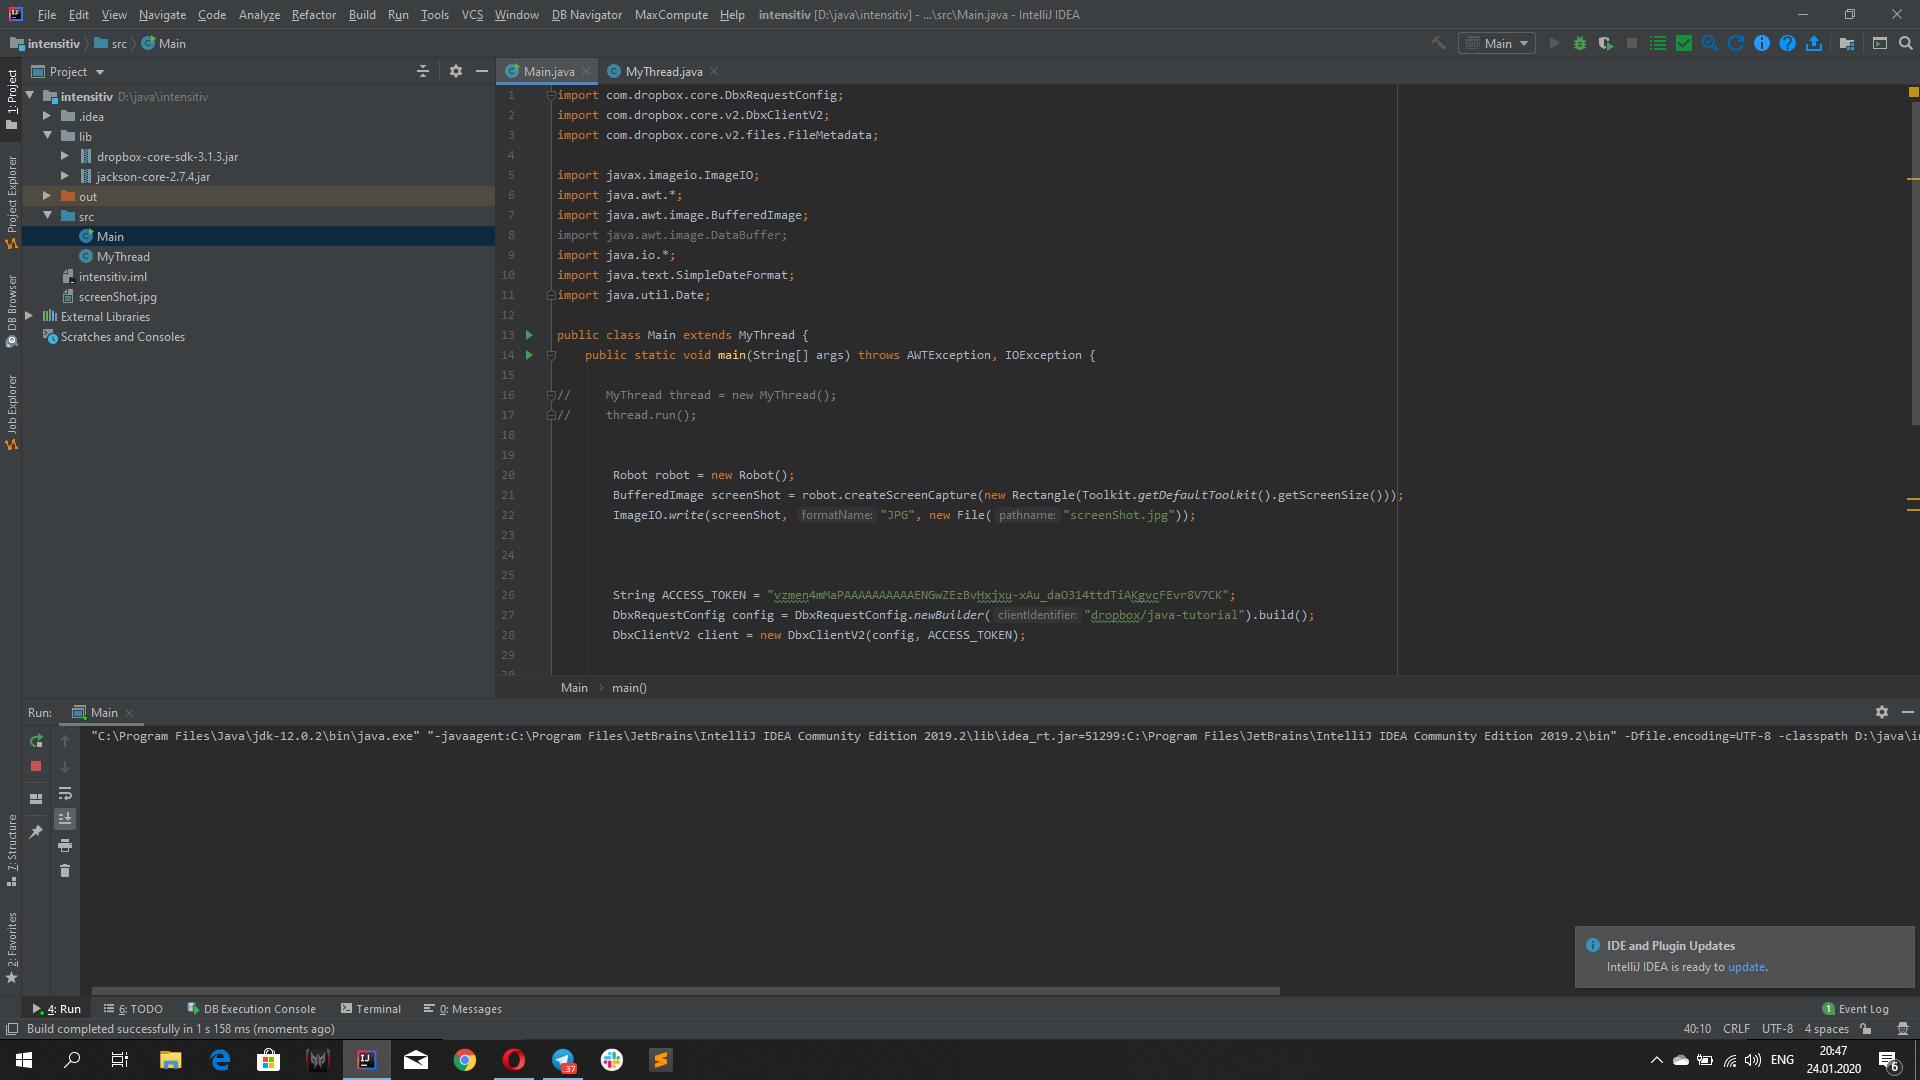 File Edit View Navigate Code Analyze Refactor Build Run Tools VCS Window DB Navigator MaxCompute Help intensitiv [D:\java\intensitiv] - ...\src\Main.java - IntelliJ IDEA
intensitiv src Main
Main
Project
Main.java
MyThread.java
1: Project
Project Explorer
DB Browser
Job Explorer
intensitiv D:\java\intensitiv
.idea
lib
dropbox-core-sdk-3.1.3.jar
jackson-core-2.7.4.jar
out
src
Main
MyThread
intensitiv.iml
screenShot.jpg
External Libraries
Scratches and Consoles
1 import com.dropbox.core.DbxRequestConfig;
2 import com.dropbox.core.v2.DbxClientV2;
3 import com.dropbox.core.v2.files.FileMetadata;
4
5 import javax.imageio.ImageIO;
6 import java.awt.*;
7 import java.awt.image.BufferedImage;
8 import java.awt.image.DataBuffer;
9 import java.io.*;
10 import java.text.SimpleDateFormat;
11 import java.util.Date;
12
13 public class Main extends MyThread {
14 public static void main(String[] args) throws AWTException, IOException {
15
16 // MyThread thread = new MyThread();
17 // thread.run();
18
19
20 Robot robot = new Robot();
21 BufferedImage screenShot = robot.createScreenCapture(new Rectangle(Toolkit.getDefaultToolkit().getScreenSize()));
22 ImageIO.write(screenShot, formatName: "JPG", new File( pathname: "screenShot.jpg"));
23
24
25
26 String ACCESS_TOKEN = "vzmen4mMaPAAAAAAAAAAENGwZEzBvHxjxu-xAu_daO314ttdTiAKgvcFEvr8V7CK";
27 DbxRequestConfig config = DbxRequestConfig.newBuilder( clientIdentifier: "dropbox/java-tutorial").build();
28 DbxClientV2 client = new DbxClientV2(config, ACCESS_TOKEN);
29
30
Main main()
Run: Main
"C:\Program Files\Java\jdk-12.0.2\bin\java.exe" "-javaagent:C:\Program Files\JetBrains\IntelliJ IDEA Community Edition 2019.2\lib\idea_rt.jar=51299:C:\Program Files\JetBrains\IntelliJ IDEA Community Edition 2019.2\bin" -Dfile.encoding=UTF-8 -classpath D:\java\in
7: Structure
2: Favorites
IDE and Plugin Updates
IntelliJ IDEA is ready to update.
4: Run 6: TODO DB Execution Console Terminal 0: Messages 1 Event Log
Build completed successfully in 1 s 158 ms (moments ago) 40:10 CRLF UTF-8 4 spaces
.37 ENG 20:47
24.01.2020 6